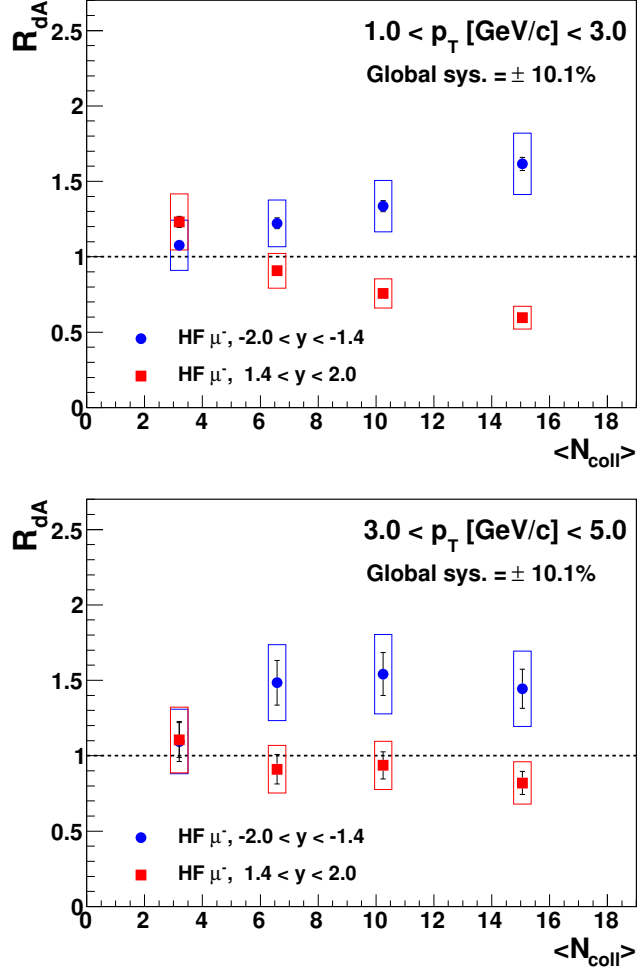 R_dA
2.5
2
1.5
1
0.5
0
1.0 < p_T [GeV/c] < 3.0
Global sys. = ± 10.1%
HF μ⁻, -2.0 < y < -1.4
HF μ⁻, 1.4 < y < 2.0
0 2 4 6 8 10 12 14 16 18
<N_coll>
R_dA
2.5
2
1.5
1
0.5
0
3.0 < p_T [GeV/c] < 5.0
Global sys. = ± 10.1%
HF μ⁻, -2.0 < y < -1.4
HF μ⁻, 1.4 < y < 2.0
0 2 4 6 8 10 12 14 16 18
<N_coll>